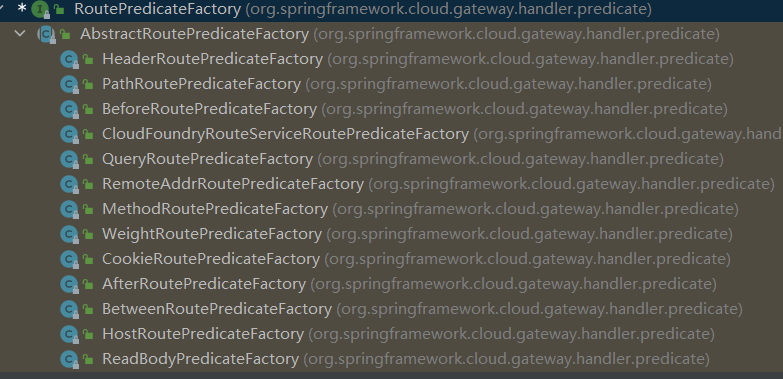 * RoutePredicateFactory (org.springframework.cloud.gateway.handler.predicate)
AbstractRoutePredicateFactory (org.springframework.cloud.gateway.handler.predicate)
HeaderRoutePredicateFactory (org.springframework.cloud.gateway.handler.predicate)
PathRoutePredicateFactory (org.springframework.cloud.gateway.handler.predicate)
BeforeRoutePredicateFactory (org.springframework.cloud.gateway.handler.predicate)
CloudFoundryRouteServiceRoutePredicateFactory (org.springframework.cloud.gateway.hand
QueryRoutePredicateFactory (org.springframework.cloud.gateway.handler.predicate)
RemoteAddrRoutePredicateFactory (org.springframework.cloud.gateway.handler.predicate)
MethodRoutePredicateFactory (org.springframework.cloud.gateway.handler.predicate)
WeightRoutePredicateFactory (org.springframework.cloud.gateway.handler.predicate)
CookieRoutePredicateFactory (org.springframework.cloud.gateway.handler.predicate)
AfterRoutePredicateFactory (org.springframework.cloud.gateway.handler.predicate)
BetweenRoutePredicateFactory (org.springframework.cloud.gateway.handler.predicate)
HostRoutePredicateFactory (org.springframework.cloud.gateway.handler.predicate)
ReadBodyPredicateFactory (org.springframework.cloud.gateway.handler.predicate)